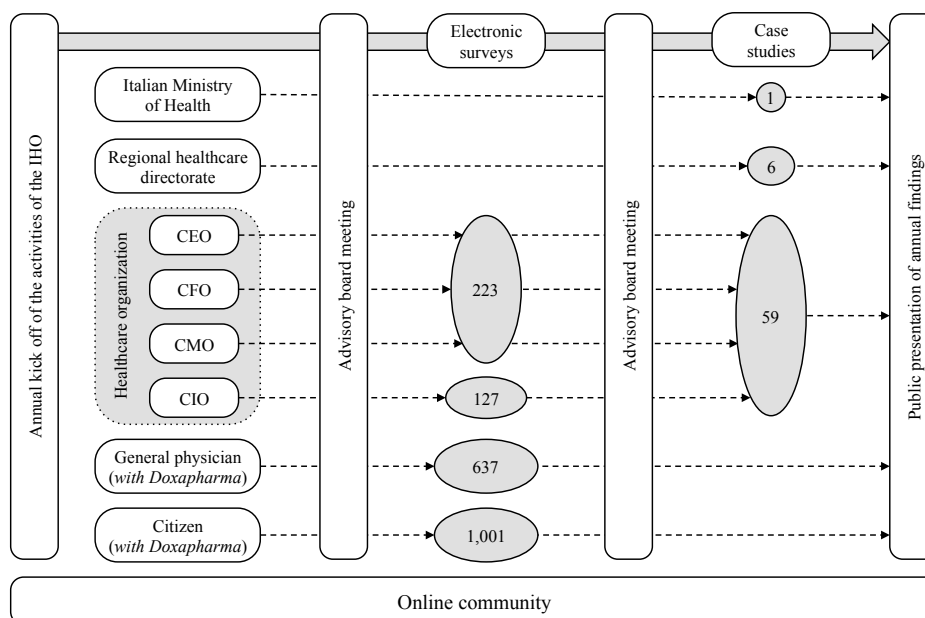 Annual kick off of the activities of the IHO
Electronic
surveys
Case
studies
Italian Ministry
of Health
1
Regional healthcare
directorate
6
Healthcare organization
CEO
CFO
CMO
CIO
223
127
59
General physician
(with Doxapharma)
637
Citizen
(with Doxapharma)
1,001
Advisory board meeting
Advisory board meeting
Public presentation of annual findings
Online community